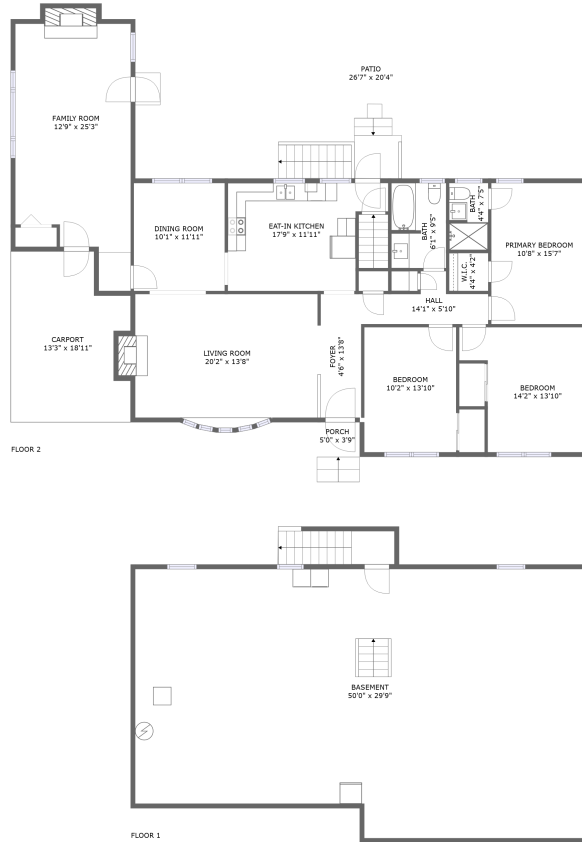 PATIO
26'7" x 20'4"
FAMILY ROOM
12'9" x 25'3"
DINING ROOM
10'1" x 11'11"
EAT-IN KITCHEN
17'9" x 11'11"
BATH
6'1" x 9'5"
BATH
4'4" x 7'5"
W.I.C.
4'4" x 4'2"
PRIMARY BEDROOM
10'8" x 15'7"
HALL
14'1" x 5'10"
CARPORT
13'3" x 18'11"
LIVING ROOM
20'2" x 13'8"
FOYER
4'6" x 13'8"
BEDROOM
10'2" x 13'10"
BEDROOM
14'2" x 13'10"
PORCH
5'0" x 3'9"
FLOOR 2
BASEMENT
50'0" x 29'9"
FLOOR 1